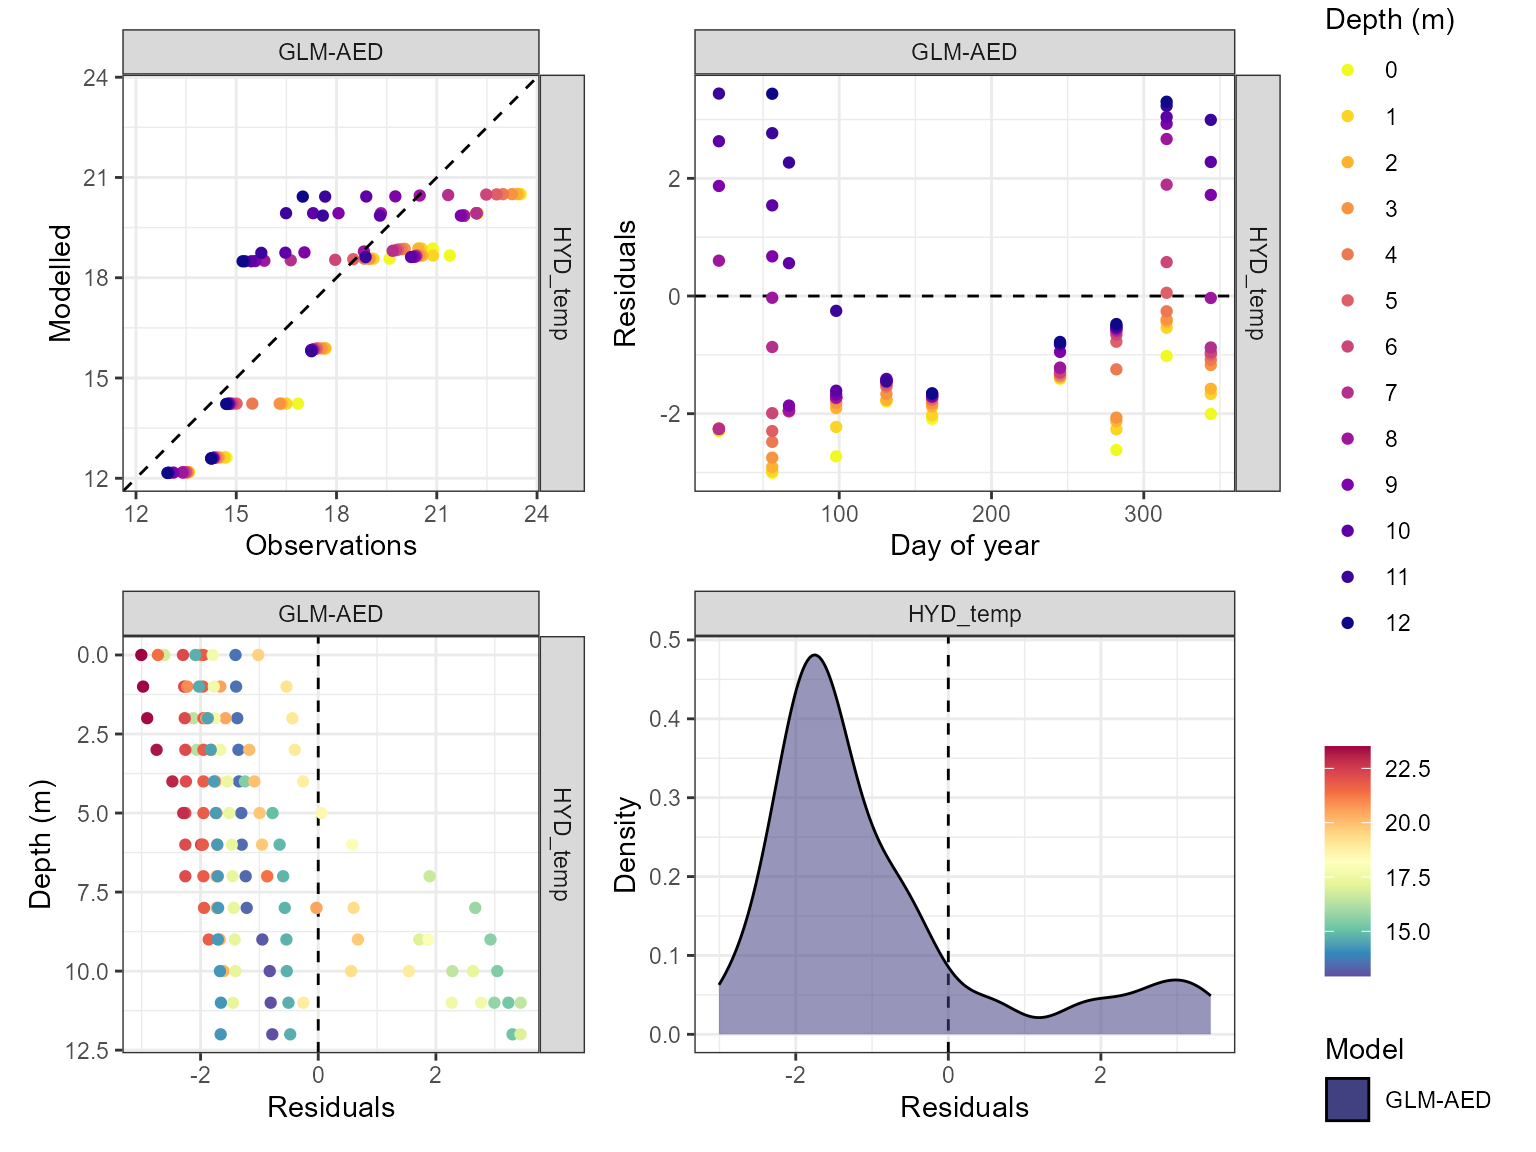 GLM-AED
24
21
18
15
12
Modelled
HYD_temp
12
15
18
21
24
Observations
GLM-AED
2
0
-2
Residuals
HYD_temp
100
200
300
Day of year
Depth (m)
0
1
2
3
4
5
6
7
8
9
10
11
12
GLM-AED
0.0
2.5
5.0
7.5
10.0
12.5
Depth (m)
HYD_temp
-2
0
2
Residuals
HYD_temp
0.5
0.4
0.3
0.2
0.1
0.0
Density
-2
0
2
Residuals
22.5
20.0
17.5
15.0
Model
GLM-AED